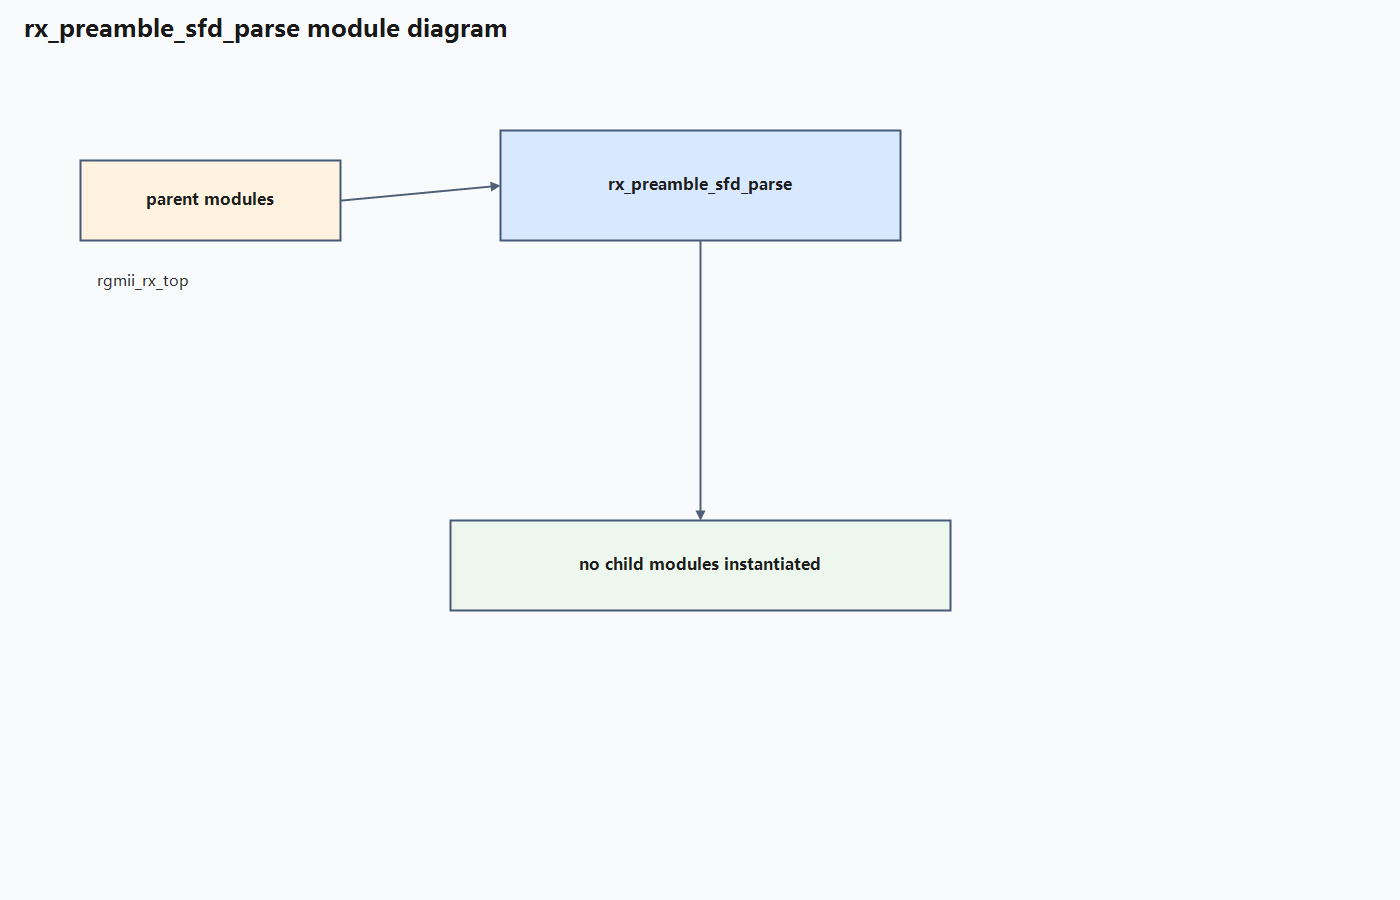 rx_preamble_sfd_parse module diagram
rx_preamble_sfd_parse
parent modules
rgmii_rx_top
no child modules instantiated